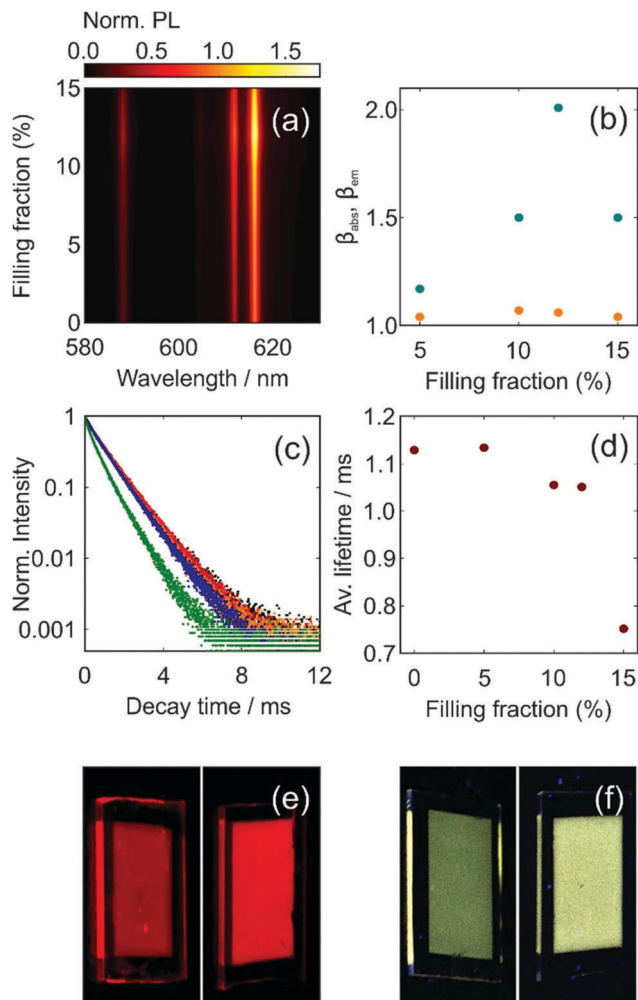 Norm. PL
0.0 0.5 1.0 1.5
(a)
15
10
5
0
Filling fraction (%)
580 600 620
Wavelength / nm
(b)
2.0
1.5
1.0
βabs, βem
5 10 15
Filling fraction (%)
(c)
1
0.1
0.01
0.001
Norm. Intensity
0 4 8 12
Decay time / ms
(d)
1.2
1.1
1.0
0.9
0.8
0.7
Av. lifetime / ms
0 5 10 15
Filling fraction (%)
(e)
(f)